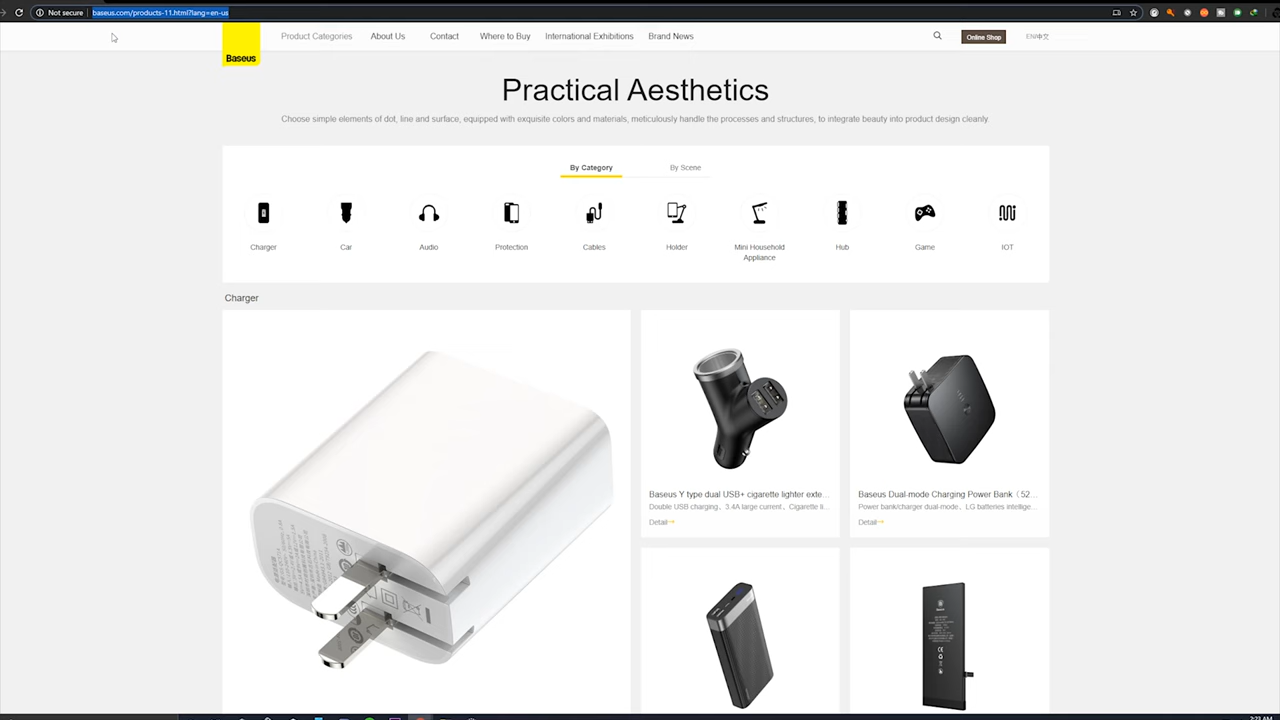 Not secure
baseus.com/products-11.html?lang=en-us
Baseus
Product Categories
About Us
Contact
Where to Buy
International Exhibitions
Brand News
Online Shop
EN/中文
Practical Aesthetics
Choose simple elements of dot, line and surface, equipped with exquisite colors and materials, meticulously handle the processes and structures, to integrate beauty into product design cleanly.
By Category
By Scene
Charger
Car
Audio
Protection
Cables
Holder
Mini Household
Appliance
Hub
Game
IOT
Charger
Baseus Y type dual USB+ cigarette lighter exte...
Double USB charging、3.4A large current、Cigarette li...
Detail→
Baseus Dual-mode Charging Power Bank（52...
Power bank/charger dual-mode、LG batteries intellige...
Detail→